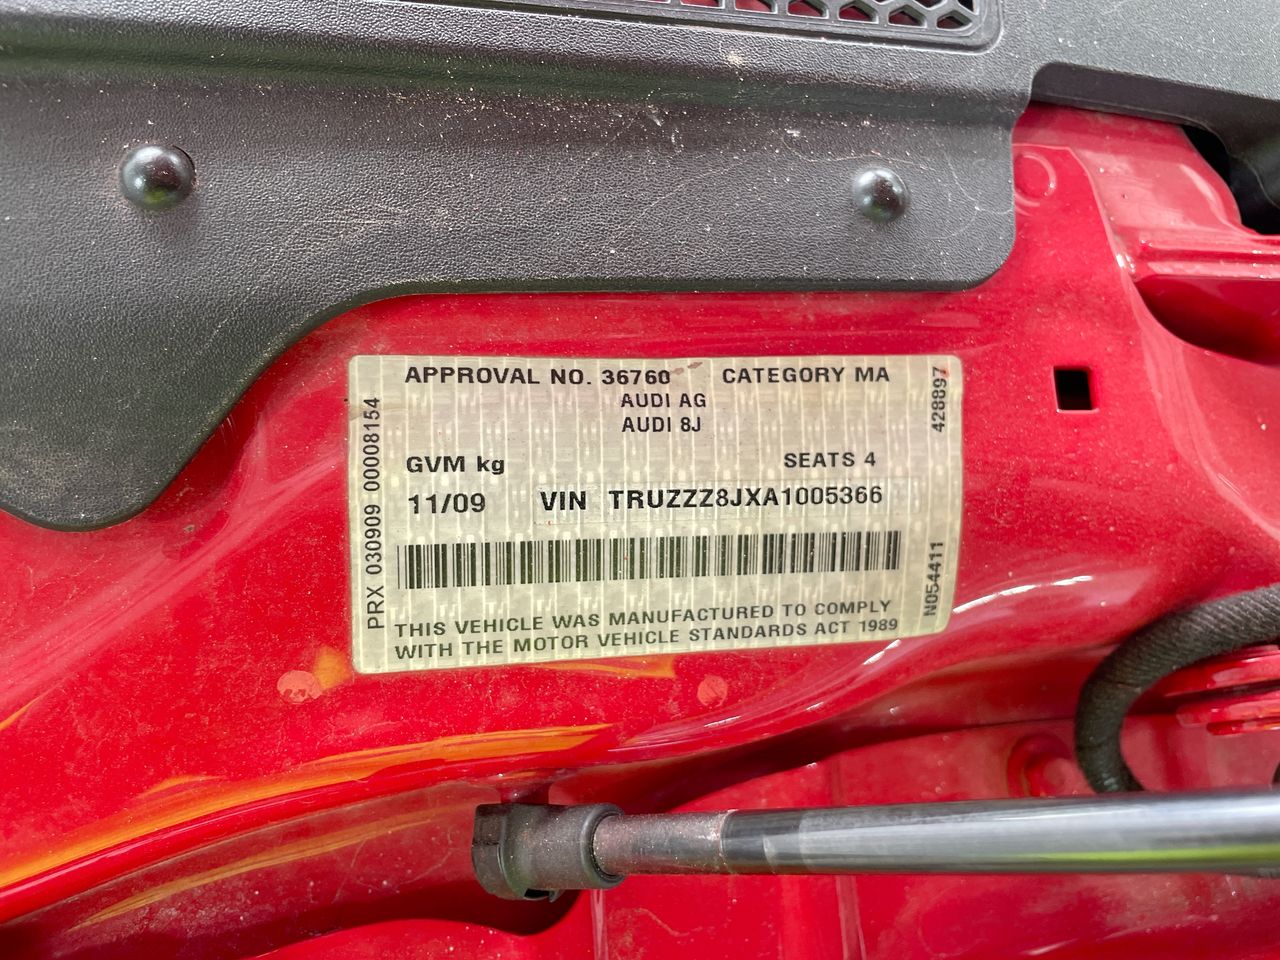 APPROVAL NO. 36760 CATEGORY MA
AUDI AG
AUDI 8J
GVM kg SEATS 4
11/09 VIN TRUZZZ8JXA1005366
THIS VEHICLE WAS MANUFACTURED TO COMPLY
WITH THE MOTOR VEHICLE STANDARDS ACT 1989
PRX 030909 00008154
428897
N054411